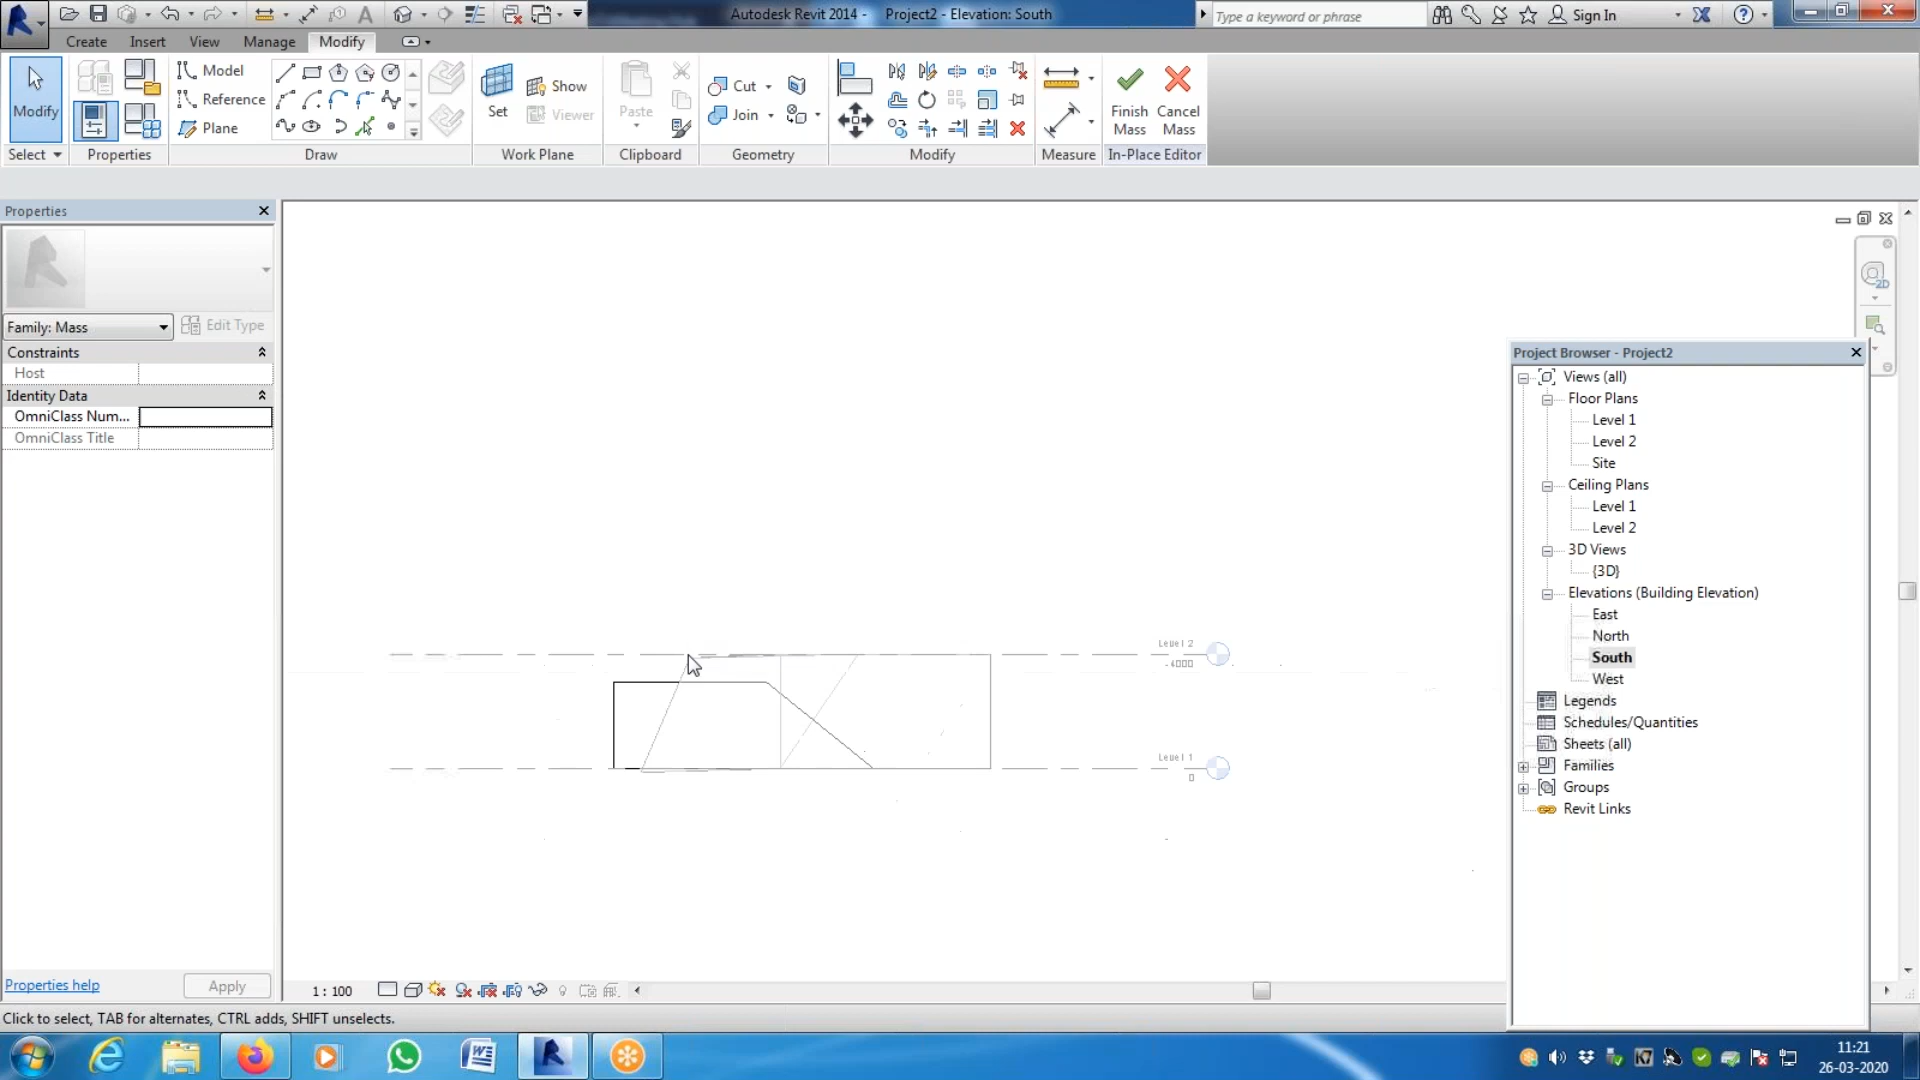 Autodesk Revit 2014 - Project2 - Elevation: South
Type a keyword or phrase
Sign In
Create Insert View Manage Modify
Modify
Model
Reference
Plane
Set
Show
Viewer
Paste
Cut
Join
Finish Mass
Cancel Mass
Select Properties Draw Work Plane Clipboard Geometry Modify Measure In-Place Editor
Properties
Family: Mass
Edit Type
Constraints
Host
Identity Data
OmniClass Num...
OmniClass Title
Level 2
4000
Level 1
0
2D
Project Browser - Project2
Views (all)
Floor Plans
Level 1
Level 2
Site
Ceiling Plans
Level 1
Level 2
3D Views
{3D}
Elevations (Building Elevation)
East
North
South
West
Legends
Schedules/Quantities
Sheets (all)
Families
Groups
Revit Links
Properties help
Apply
1 : 100
Click to select, TAB for alternates, CTRL adds, SHIFT unselects.
11:21
26-03-2020